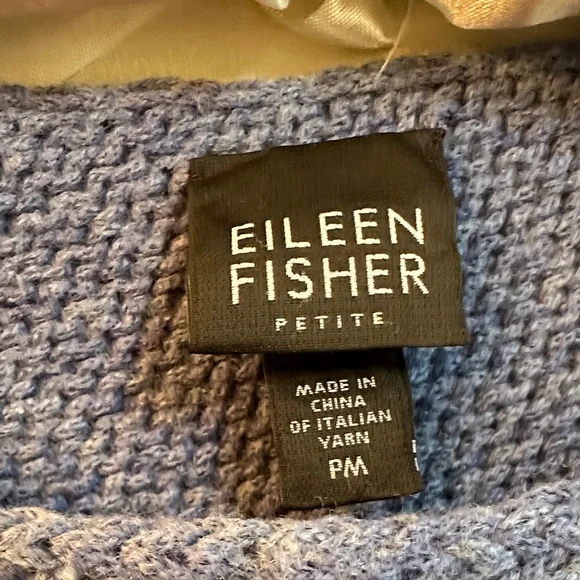 EILEEN
FISHER
PETITE
MADE IN
CHINA
OF ITALIAN
YARN
PM